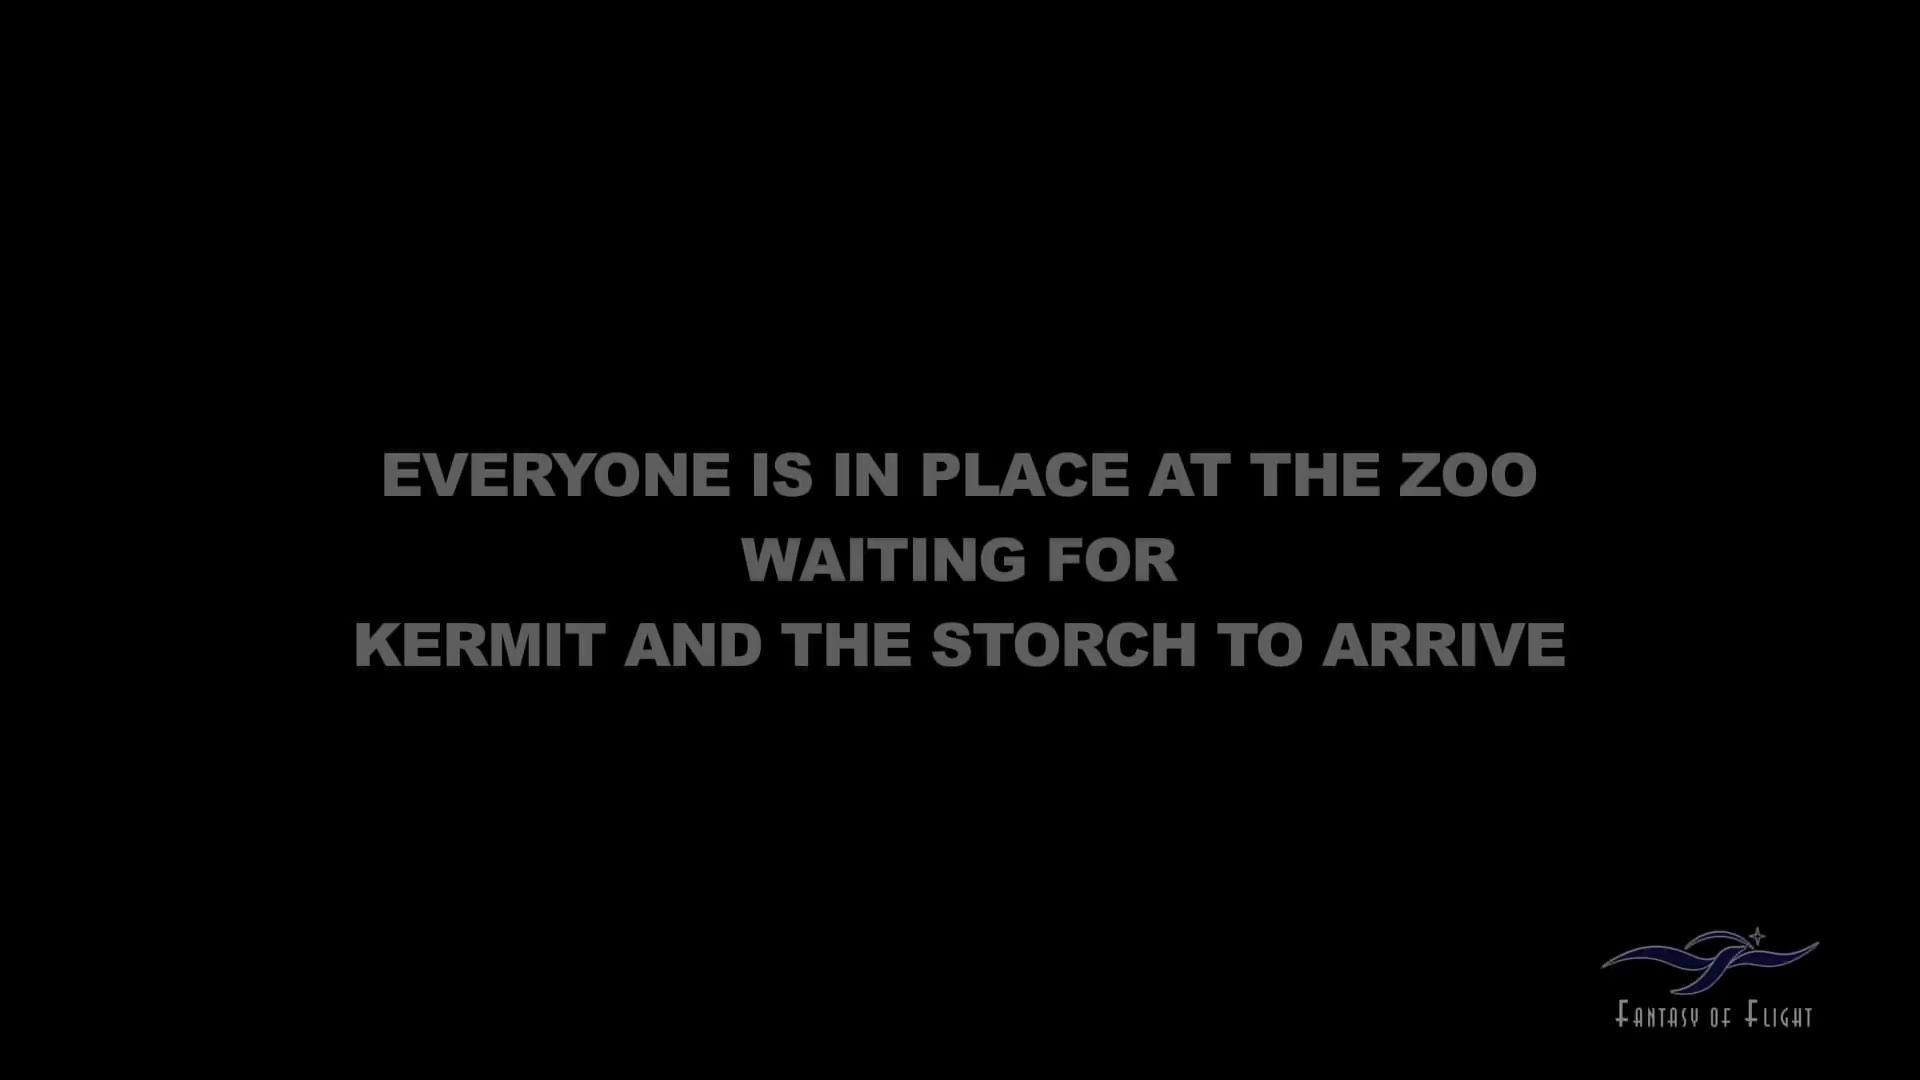 EVERYONE IS IN PLACE AT THE ZOO
WAITING FOR
KERMIT AND THE STORCH TO ARRIVE
FANTASY OF FLIGHT